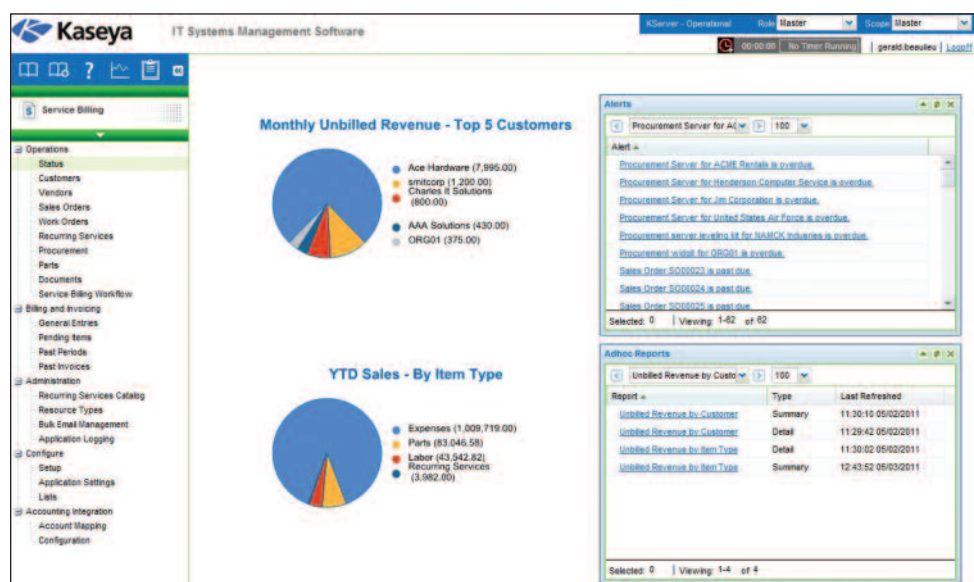 Kaseya
IT Systems Management Software
KServer - Operational Role Master Scope Master
00:00:00 No Timer Running gerald.beaulieu Logoff
Service Billing
Operations
Status
Customers
Vendors
Sales Orders
Work Orders
Recurring Services
Procurement
Parts
Documents
Service Billing Workflow
Billing and Invoicing
General Entries
Pending Items
Past Periods
Past Invoices
Administration
Recurring Services Catalog
Resource Types
Bulk Email Management
Application Logging
Configure
Setup
Application Settings
Lists
Accounting Integration
Account Mapping
Configuration
Monthly Unbilled Revenue - Top 5 Customers
Ace Hardware (7,995.00)
smitcorp (1,200.00)
Charles It Solutions
(800.00)
AAA Solutions (430.00)
ORG01 (375.00)
YTD Sales - By Item Type
Expenses (1,009,719.00)
Parts (83,046.58)
Labor (43,542.82)
Recurring Services
(3,982.00)
Alerts
Procurement Server for AC 100
Alert
Procurement Server for ACME Rentals is overdue.
Procurement Server for Henderson Computer Service is overdue.
Procurement Server for Jim Corporation is overdue.
Procurement Server for United States Air Force is overdue.
Procurement server leveling kit for NAMCK Indusries is overdue.
Procurement widgit for ORG01 is overdue.
Sales Order SO00023 is past due.
Sales Order SO00024 is past due.
Sales Order SO00025 is past due.
Selected: 0 Viewing: 1-62 of 62
Adhoc Reports
Unbilled Revenue by Custo 100
Report Type Last Refreshed
Unbilled Revenue by Customer Summary 11:30:10 05/02/2011
Unbilled Revenue by Customer Detail 11:29:42 05/02/2011
Unbilled Revenue by Item Type Detail 11:30:02 05/02/2011
Unbilled Revenue by Item Type Summary 12:43:52 05/03/2011
Selected: 0 Viewing: 1-4 of 4